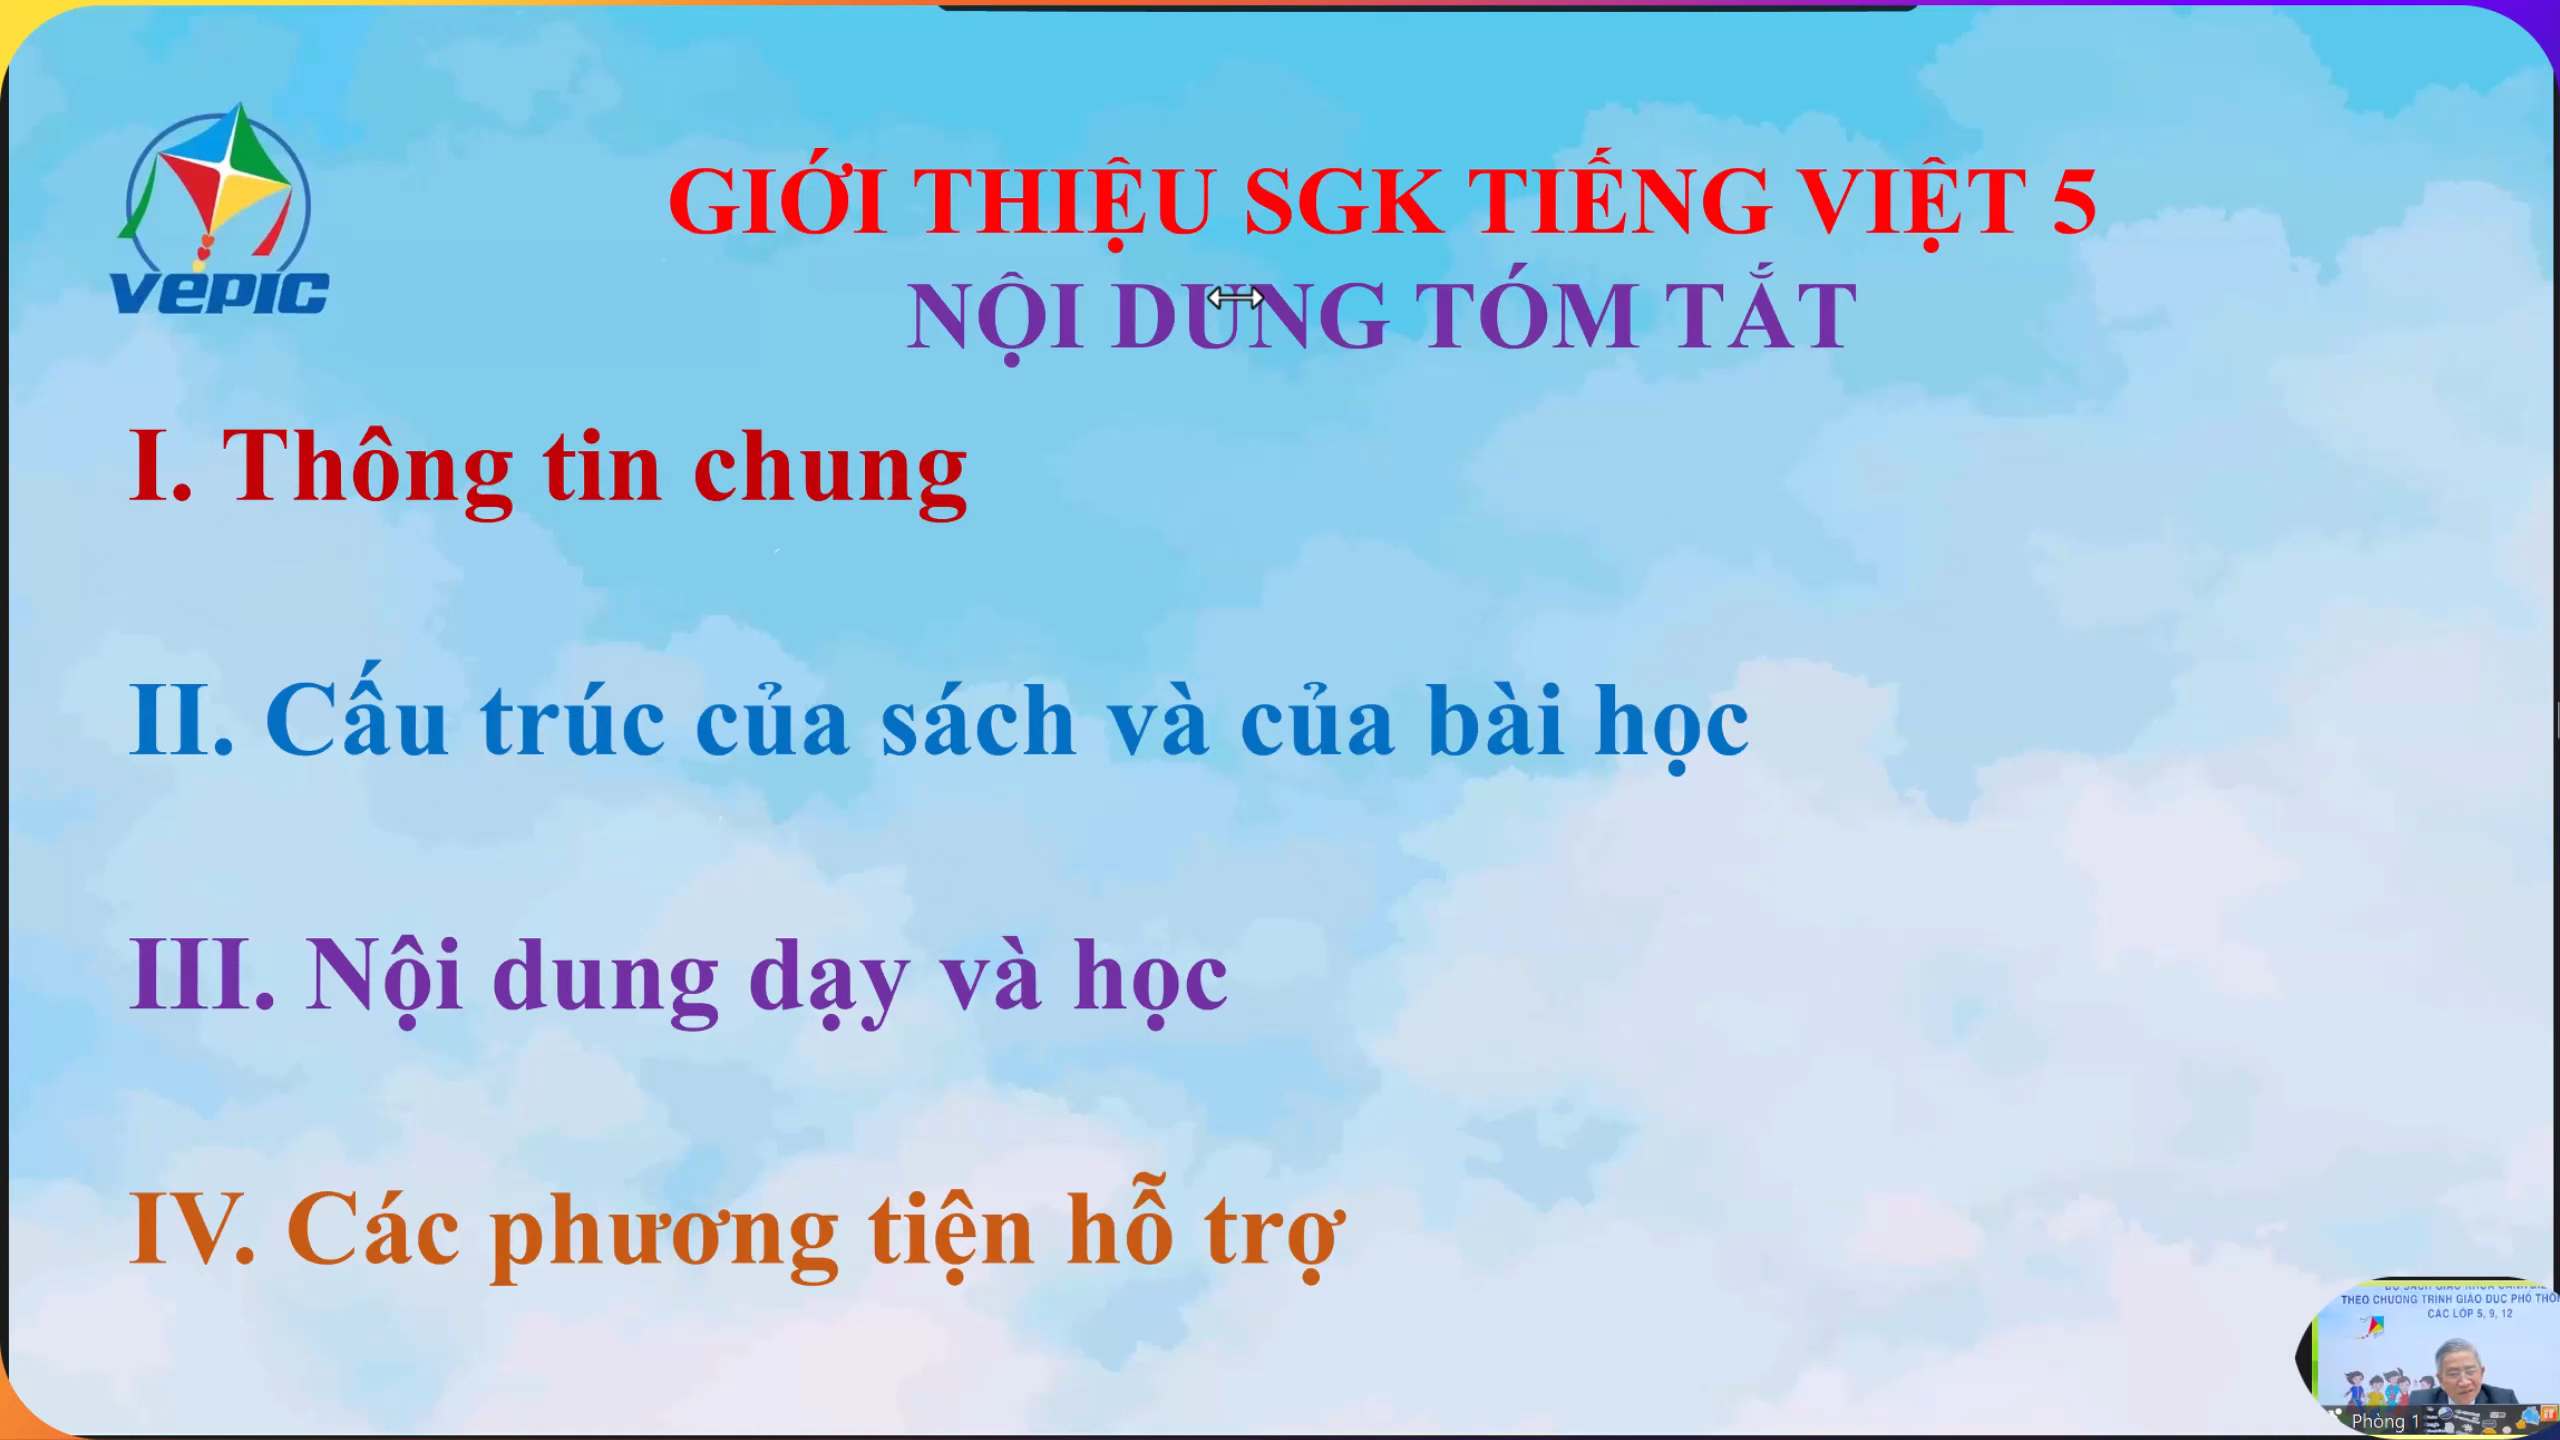 VEPIC
GIỚI THIỆU SGK TIẾNG VIỆT 5
NỘI DUNG TÓM TẮT
I. Thông tin chung
II. Cấu trúc của sách và của bài học
III. Nội dung dạy và học
IV. Các phương tiện hỗ trợ
THEO CHƯƠNG TRÌNH GIÁO DỤC PHỔ
CÁC LỚP 5, 9, 12
Phòng 1